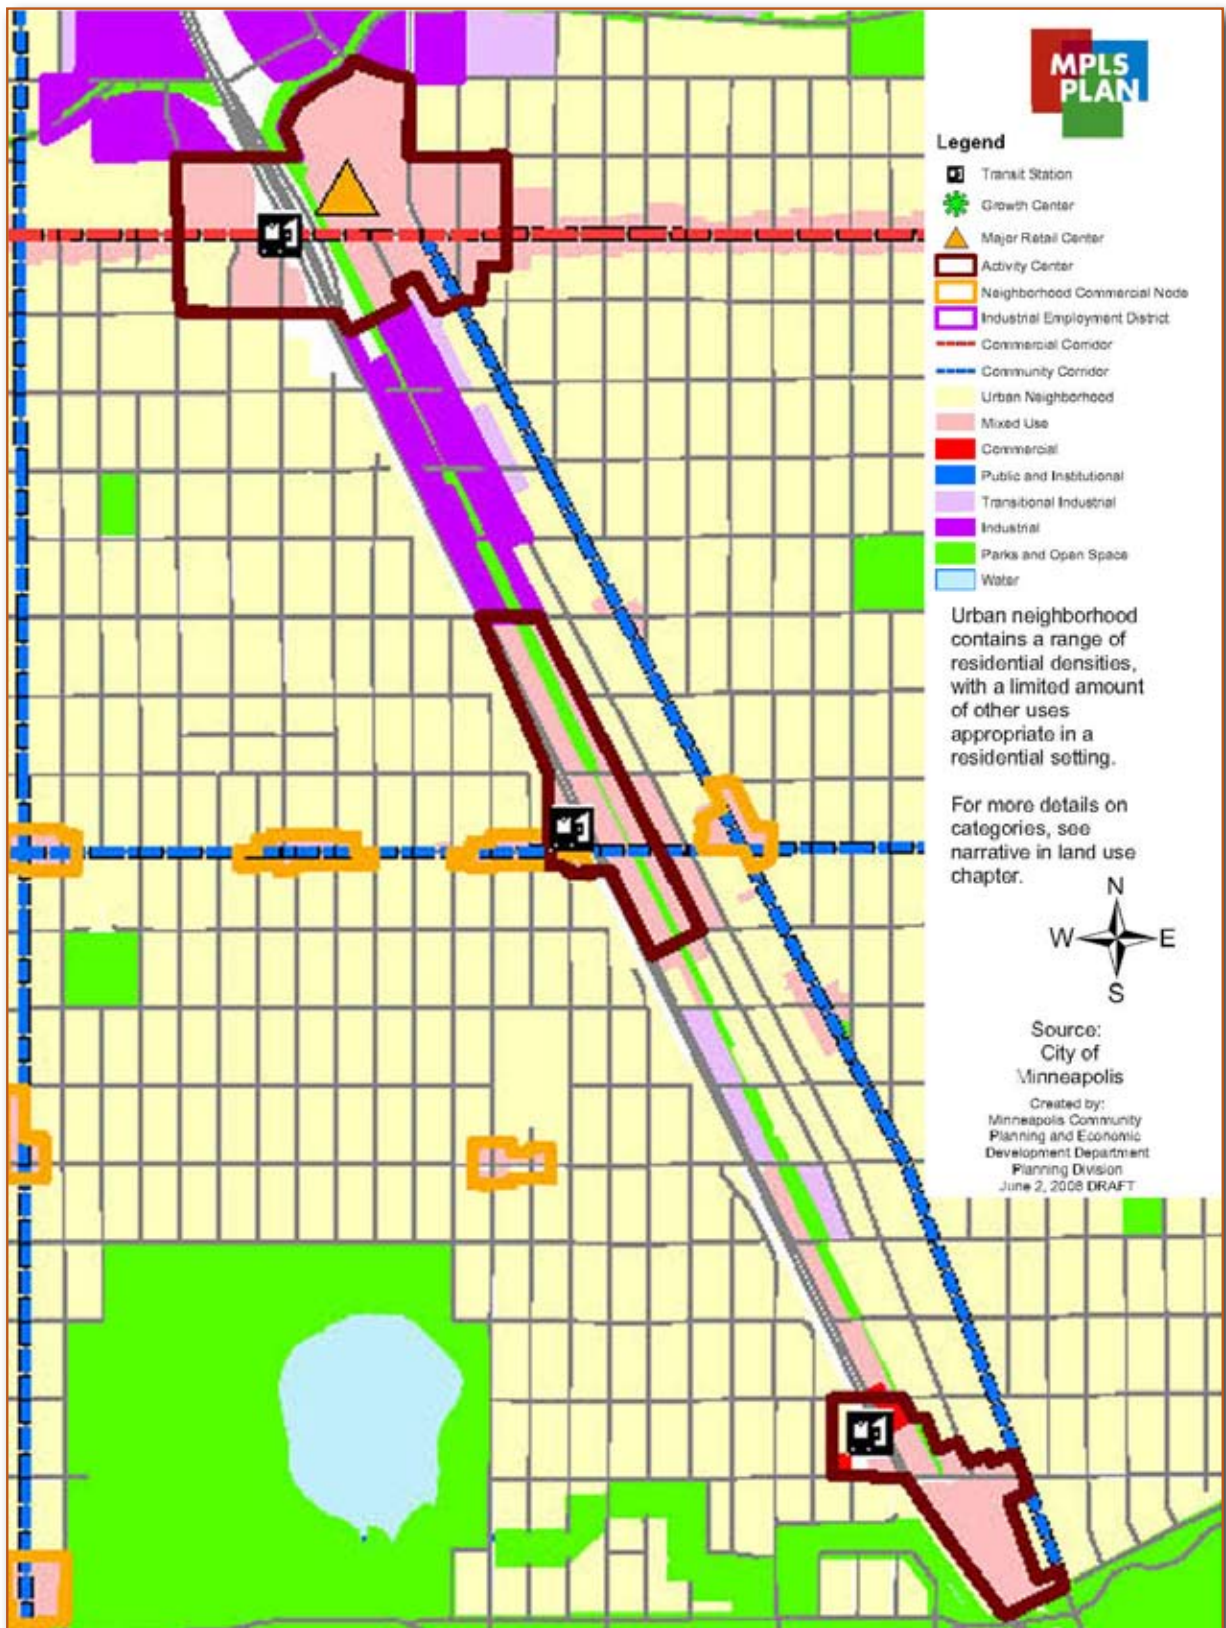 MPLS
PLAN
Legend
Transit Station
Growth Center
Major Retail Center
Activity Center
Neighborhood Commercial Node
Industrial Employment District
Commercial Corridor
Community Corridor
Urban Neighborhood
Mixed Use
Commercial
Public and Institutional
Transitional Industrial
Industrial
Parks and Open Space
Water
Urban neighborhood
contains a range of
residential densities,
with a limited amount
of other uses
appropriate in a
residential setting.
For more details on
categories, see
narrative in land use
chapter.
N
W E
S
Source:
City of
Minneapolis
Created by:
Minneapolis Community
Planning and Economic
Development Department
Planning Division
June 2, 2008 DRAFT